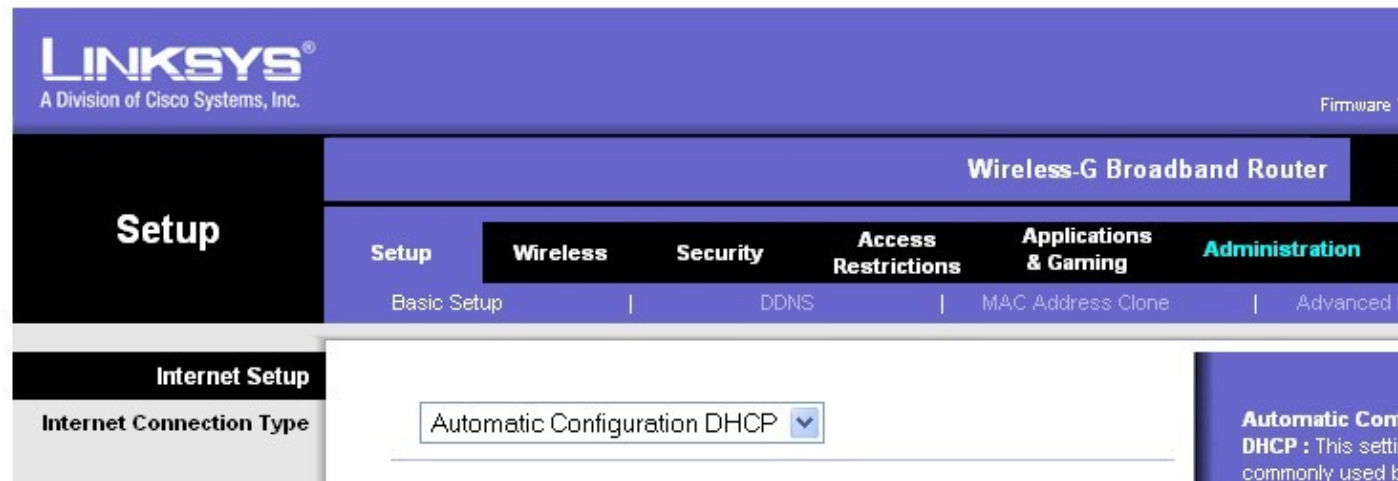 LINKSYS®
A Division of Cisco Systems, Inc.
Firmware
Wireless-G Broadband Router
Setup
Setup Wireless Security Access Restrictions Applications & Gaming Administration
Basic Setup | DDNS | MAC Address Clone | Advanced
Internet Setup
Internet Connection Type Automatic Configuration DHCP
Automatic Con
DHCP : This setti
commonly used b